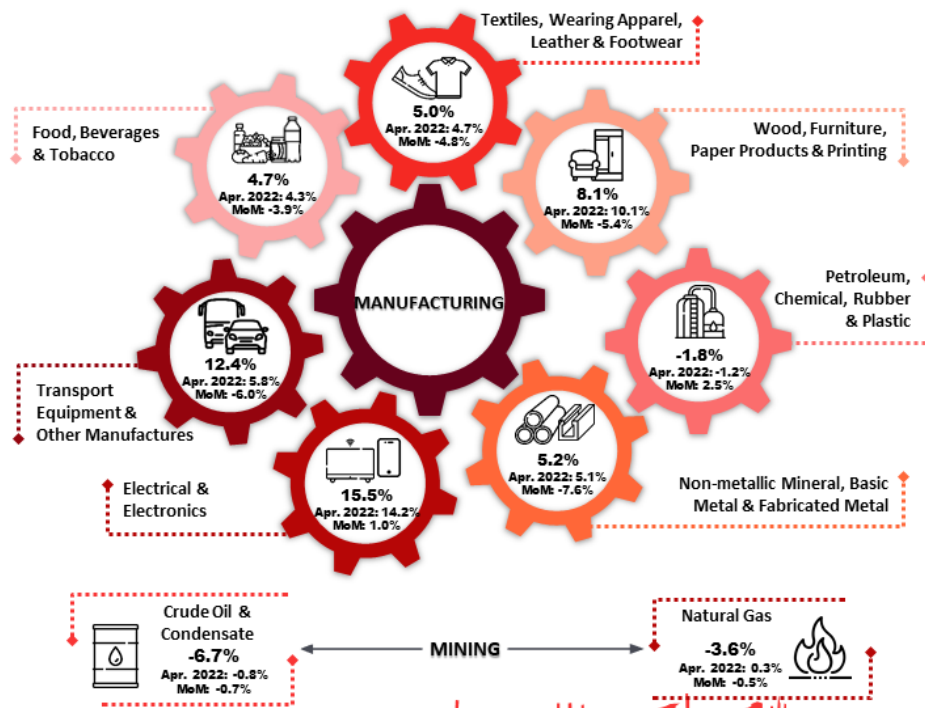 Textiles, Wearing Apparel,
Leather & Footwear
5.0%
Apr. 2022: 4.7%
MoM: -4.8%
Food, Beverages
& Tobacco
4.7%
Apr. 2022: 4.3%
MoM: -3.9%
Wood, Furniture,
Paper Products & Printing
8.1%
Apr. 2022: 10.1%
MoM: -5.4%
MANUFACTURING
Petroleum,
Chemical, Rubber
& Plastic
-1.8%
Apr. 2022: -1.2%
MoM: 2.5%
12.4%
Apr. 2022: 5.8%
MoM: -6.0%
Transport
Equipment &
Other Manufactures
Electrical &
Electronics
15.5%
Apr. 2022: 14.2%
MoM: 1.0%
5.2%
Apr. 2022: 5.1%
MoM: -7.6%
Non-metallic Mineral, Basic
Metal & Fabricated Metal
Crude Oil &
Condensate
-6.7%
Apr. 2022: -0.8%
MoM: -0.7%
MINING
Natural Gas
-3.6%
Apr. 2022: 0.3%
MoM: -0.5%